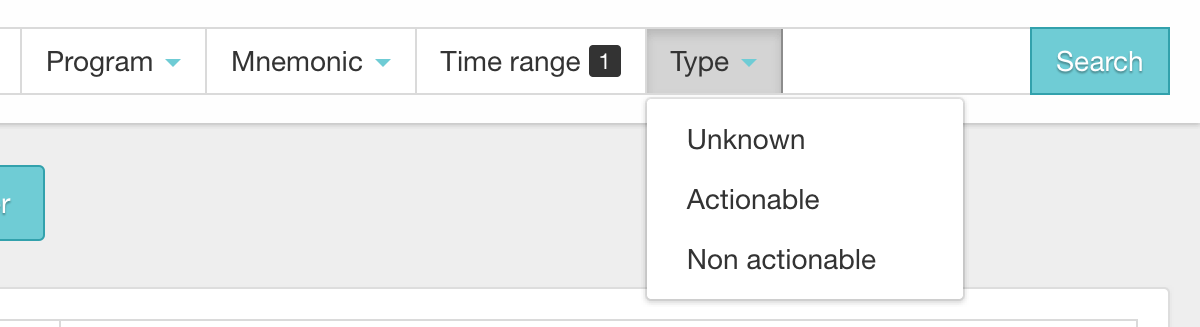 Program Mnemonic Time range 1 Type Search
Unknown
r
Actionable
Non actionable